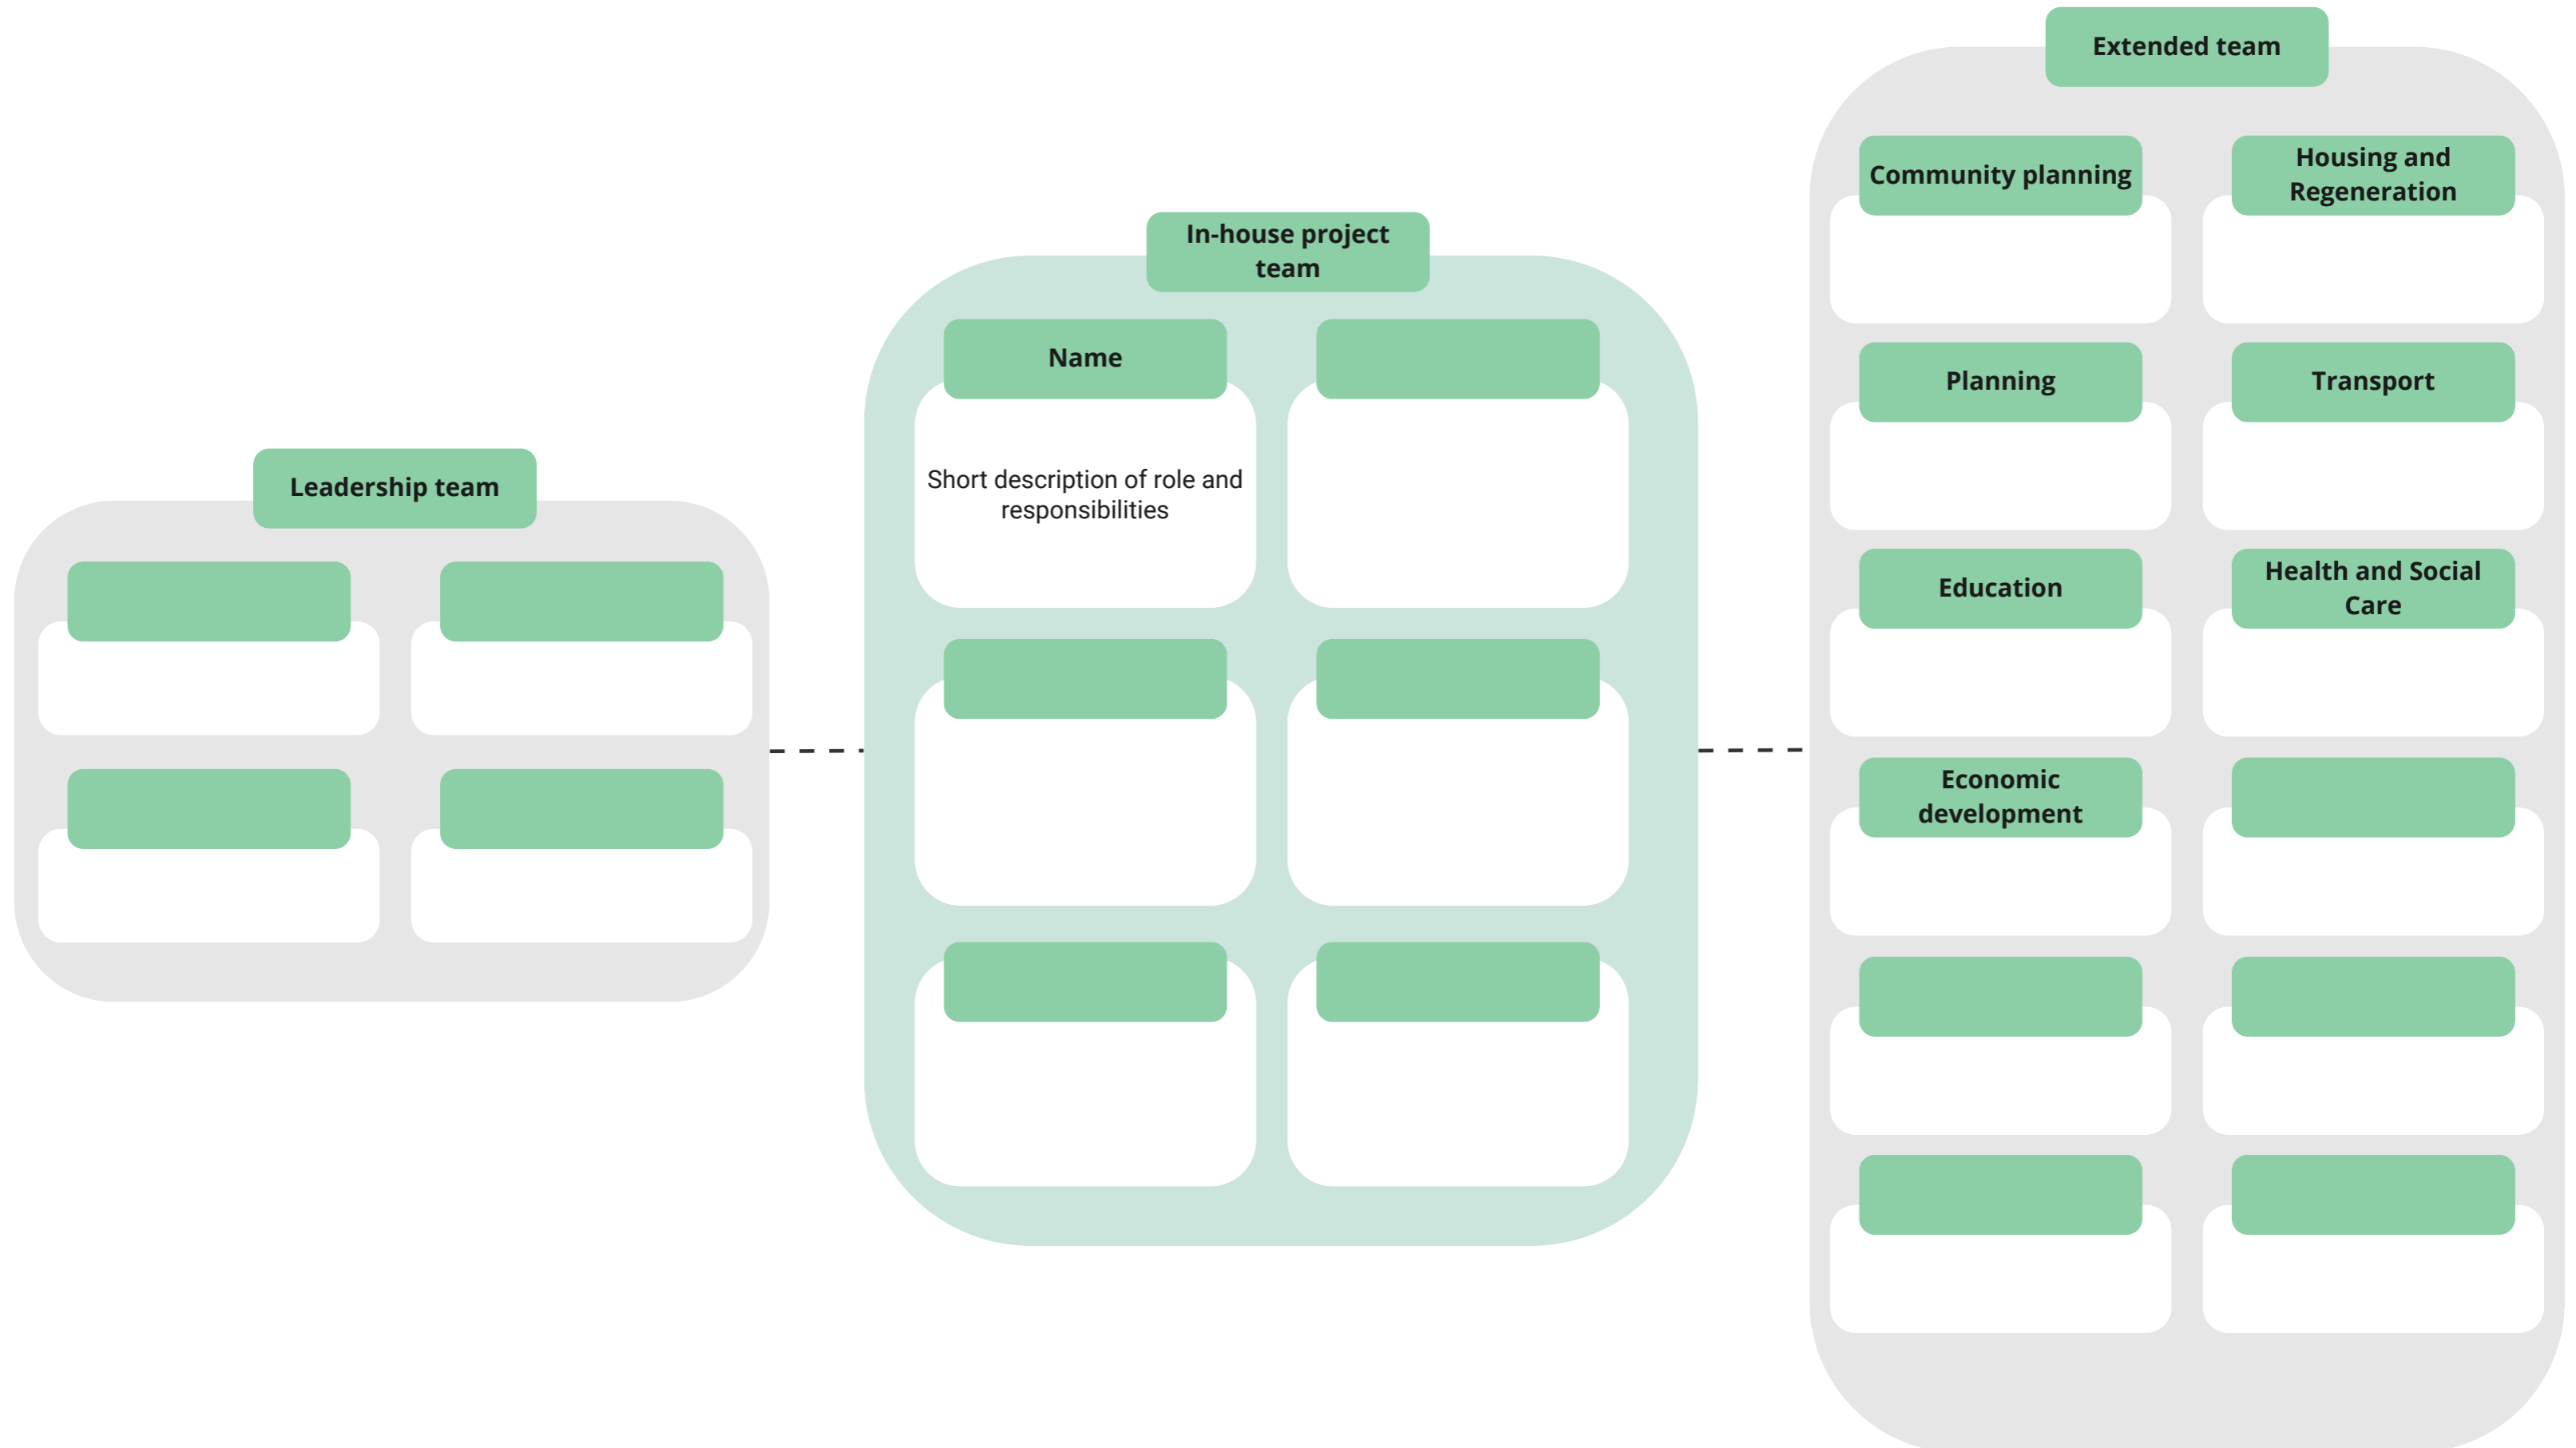 Leadership team
In-house project
team
Name
Short description of role and
responsibilities
Extended team
Community planning
Housing and
Regeneration
Planning
Transport
Education
Health and Social
Care
Economic
development